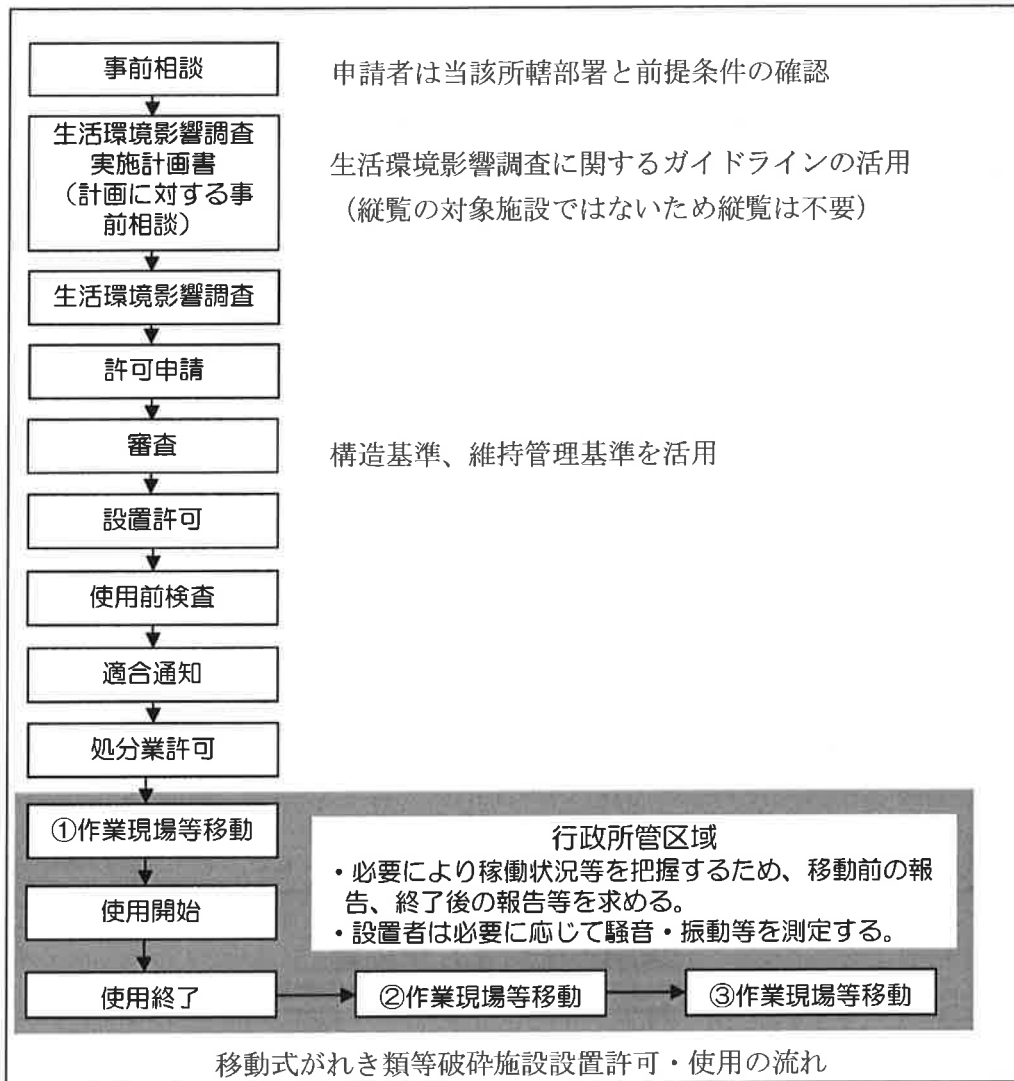 事前相談
申請者は当該所轄部署と前提条件の確認
生活環境影響調査
実施計画書
（計画に対する事
前相談）
生活環境影響調査に関するガイドラインの活用
（縦覧の対象施設ではないため縦覧は不要）
生活環境影響調査
許可申請
審査
構造基準、維持管理基準を活用
設置許可
使用前検査
適合通知
処分業許可
①作業現場等移動
行政所管区域
・必要により稼働状況等を把握するため、移動前の報
告、終了後の報告等を求める。
・設置者は必要に応じて騒音・振動等を測定する。
使用開始
使用終了
②作業現場等移動
③作業現場等移動
移動式がれき類等破砕施設設置許可・使用の流れ